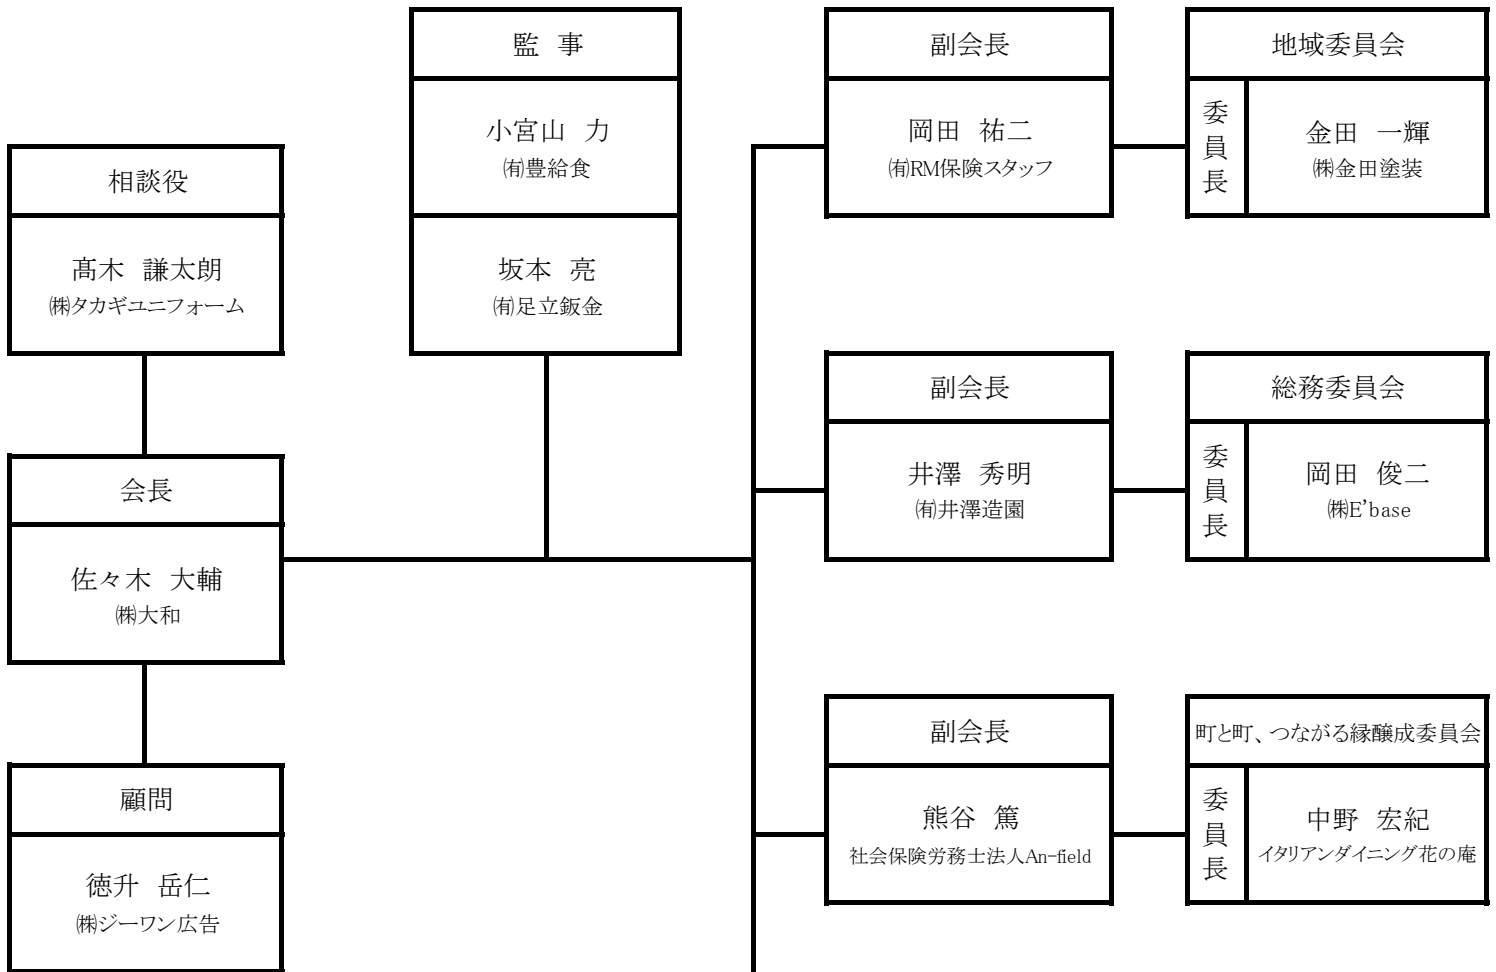 監　事
小宮山　力
㈲豊給食
坂本　亮
㈲足立鈑金
相談役
髙木　謙太朗
㈱タカギユニフォーム
会長
佐々木　大輔
㈱大和
顧問
徳升　岳仁
㈱ジーワン広告
副会長
岡田　祐二
㈲RM保険スタッフ
地域委員会
委員長
金田　一輝
㈱金田塗装
副会長
井澤　秀明
㈲井澤造園
総務委員会
委員長
岡田　俊二
㈱E’base
副会長
熊谷　篤
社会保険労務士法人An-field
町と町、つながる縁醸成委員会
委員長
中野　宏紀
イタリアンダイニング花の庵